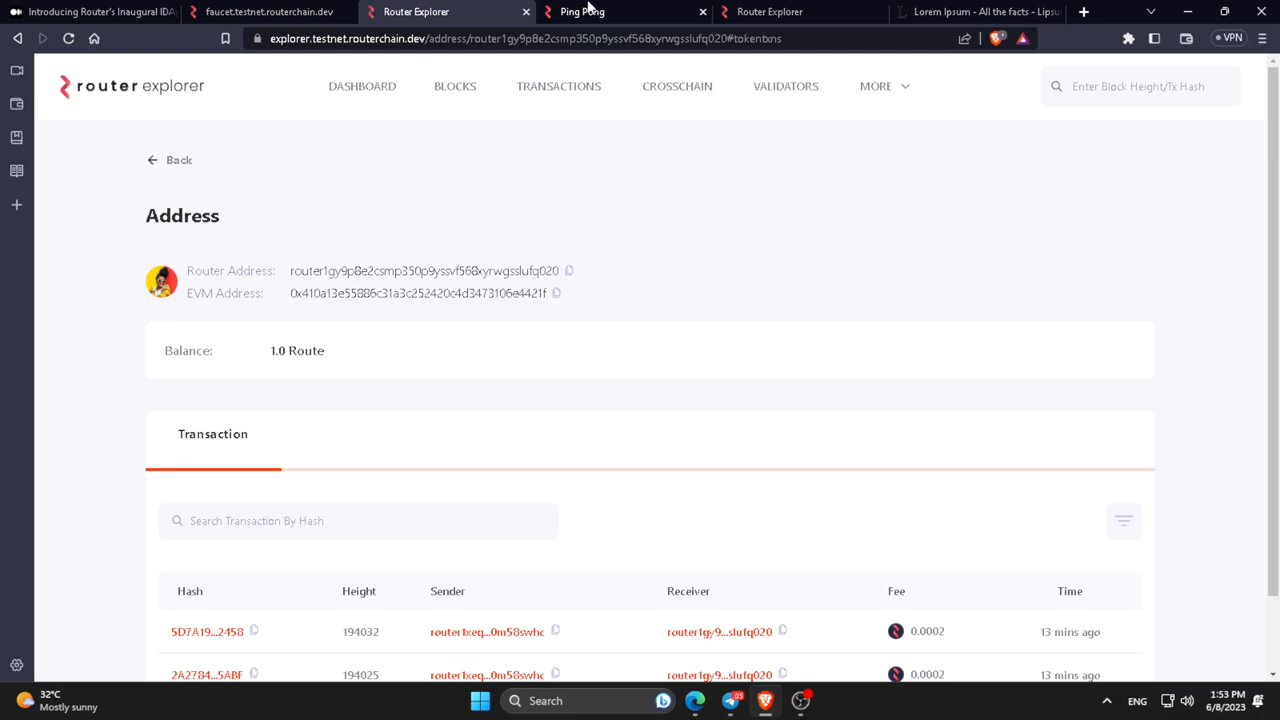 Introducing Router's Inaugural IDA
faucet.testnet.routerchain.dev
Router Explorer
Ping Pong
Router Explorer
Lorem Ipsum - All the facts - Lipsu
explorer.testnet.routerchain.dev/address/router1gy9p8e2csmp350p9yssvf568xyrwgsslufq020#tokentxns
VPN
router explorer
DASHBOARD
BLOCKS
TRANSACTIONS
CROSSCHAIN
VALIDATORS
MORE
Enter Block Height/Tx Hash
Back
Address
Router Address: router1gy9p8e2csmp350p9yssvf568xyrwgsslufq020
EVM Address: 0x410a13e55886c31a3c252420c4d3473106e4421f
Balance: 1.0 Route
Transaction
Search Transaction By Hash
Hash Height Sender Receiver Fee Time
5D7A19...2458 194032 router1xeq...0m58swhc router1gy9...slufq020 0.0002 13 mins ago
2A2784...5ABF 194025 router1xeq...0m58swhc router1gy9...slufq020 0.0002 13 mins ago
32°C
Mostly sunny
Search
05
ENG
1:53 PM
6/8/2023